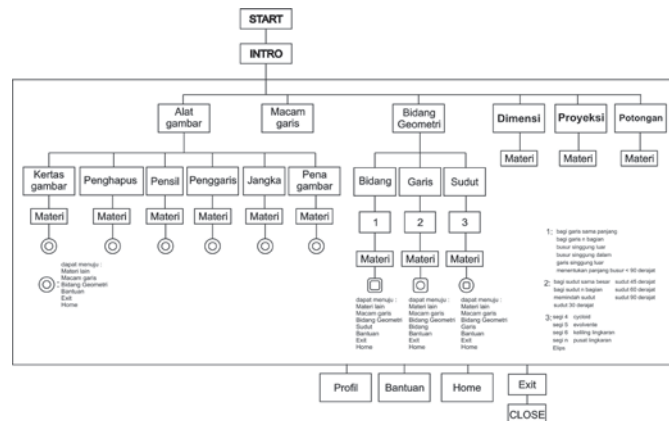 START
INTRO
Alat
gambar
Macam
garis
Bidang
Geometri
Dimensi
Proyeksi
Potongan
Materi
Materi
Materi
Kertas
gambar
Penghapus
Pensil
Penggaris
Jangka
Pena
gambar
Bidang
Garis
Sudut
Materi
Materi
Materi
Materi
Materi
Materi
1
2
3
Materi
Materi
Materi
: dapat menuju :
Materi lain
Macam garis
Bidang Geometri
Bantuan
Exit
Home
dapat menuju :
Materi lain
Macam garis
Bidang Geometri
Sudut
Bantuan
Exit
Home
dapat menuju :
Materi lain
Macam garis
Bidang Geometri
Bidang
Bantuan
Exit
Home
dapat menuju :
Materi lain
Macam garis
Bidang Geometri
Garis
Bantuan
Exit
Home
1: bagi garis sama panjang
bagi garis n bagian
busur singgung luar
busur singgung dalam
garis singgung luar
menentukan panjang busur < 90 derajat
2: bagi sudut sama besar sudut 45 derajat
bagi sudut n bagian sudut 60 derajat
memindah sudut sudut 90 derajat
sudut 30 derajat
3: segi 4 cycloid
segi 5 evolvente
segi 6 keliling lingkaran
segi n pusat lingkaran
Elips
Profil
Bantuan
Home
Exit
CLOSE